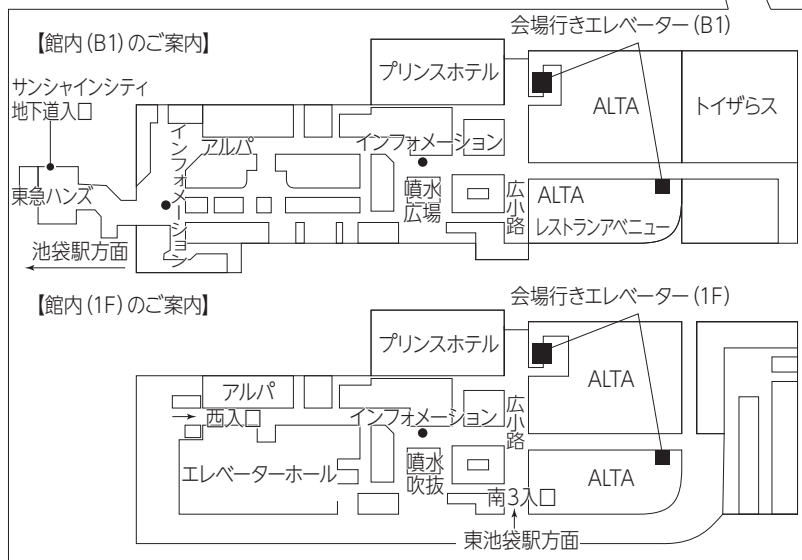 【館内(B1)のご案内】
会場行きエレベーター(B1)
プリンスホテル
サンシャインシティ
地下道入口
ALTA
トイザらス
インフォメーション
アルパ
インフォメーション
東急ハンズ
噴水
広場
広小路
ALTA
レストランアベニュー
池袋駅方面
【館内(1F)のご案内】
会場行きエレベーター(1F)
プリンスホテル
アルパ
ALTA
西入口
インフォメーション
広小路
エレベーターホール
噴水
吹抜
ALTA
南3入口
東池袋駅方面